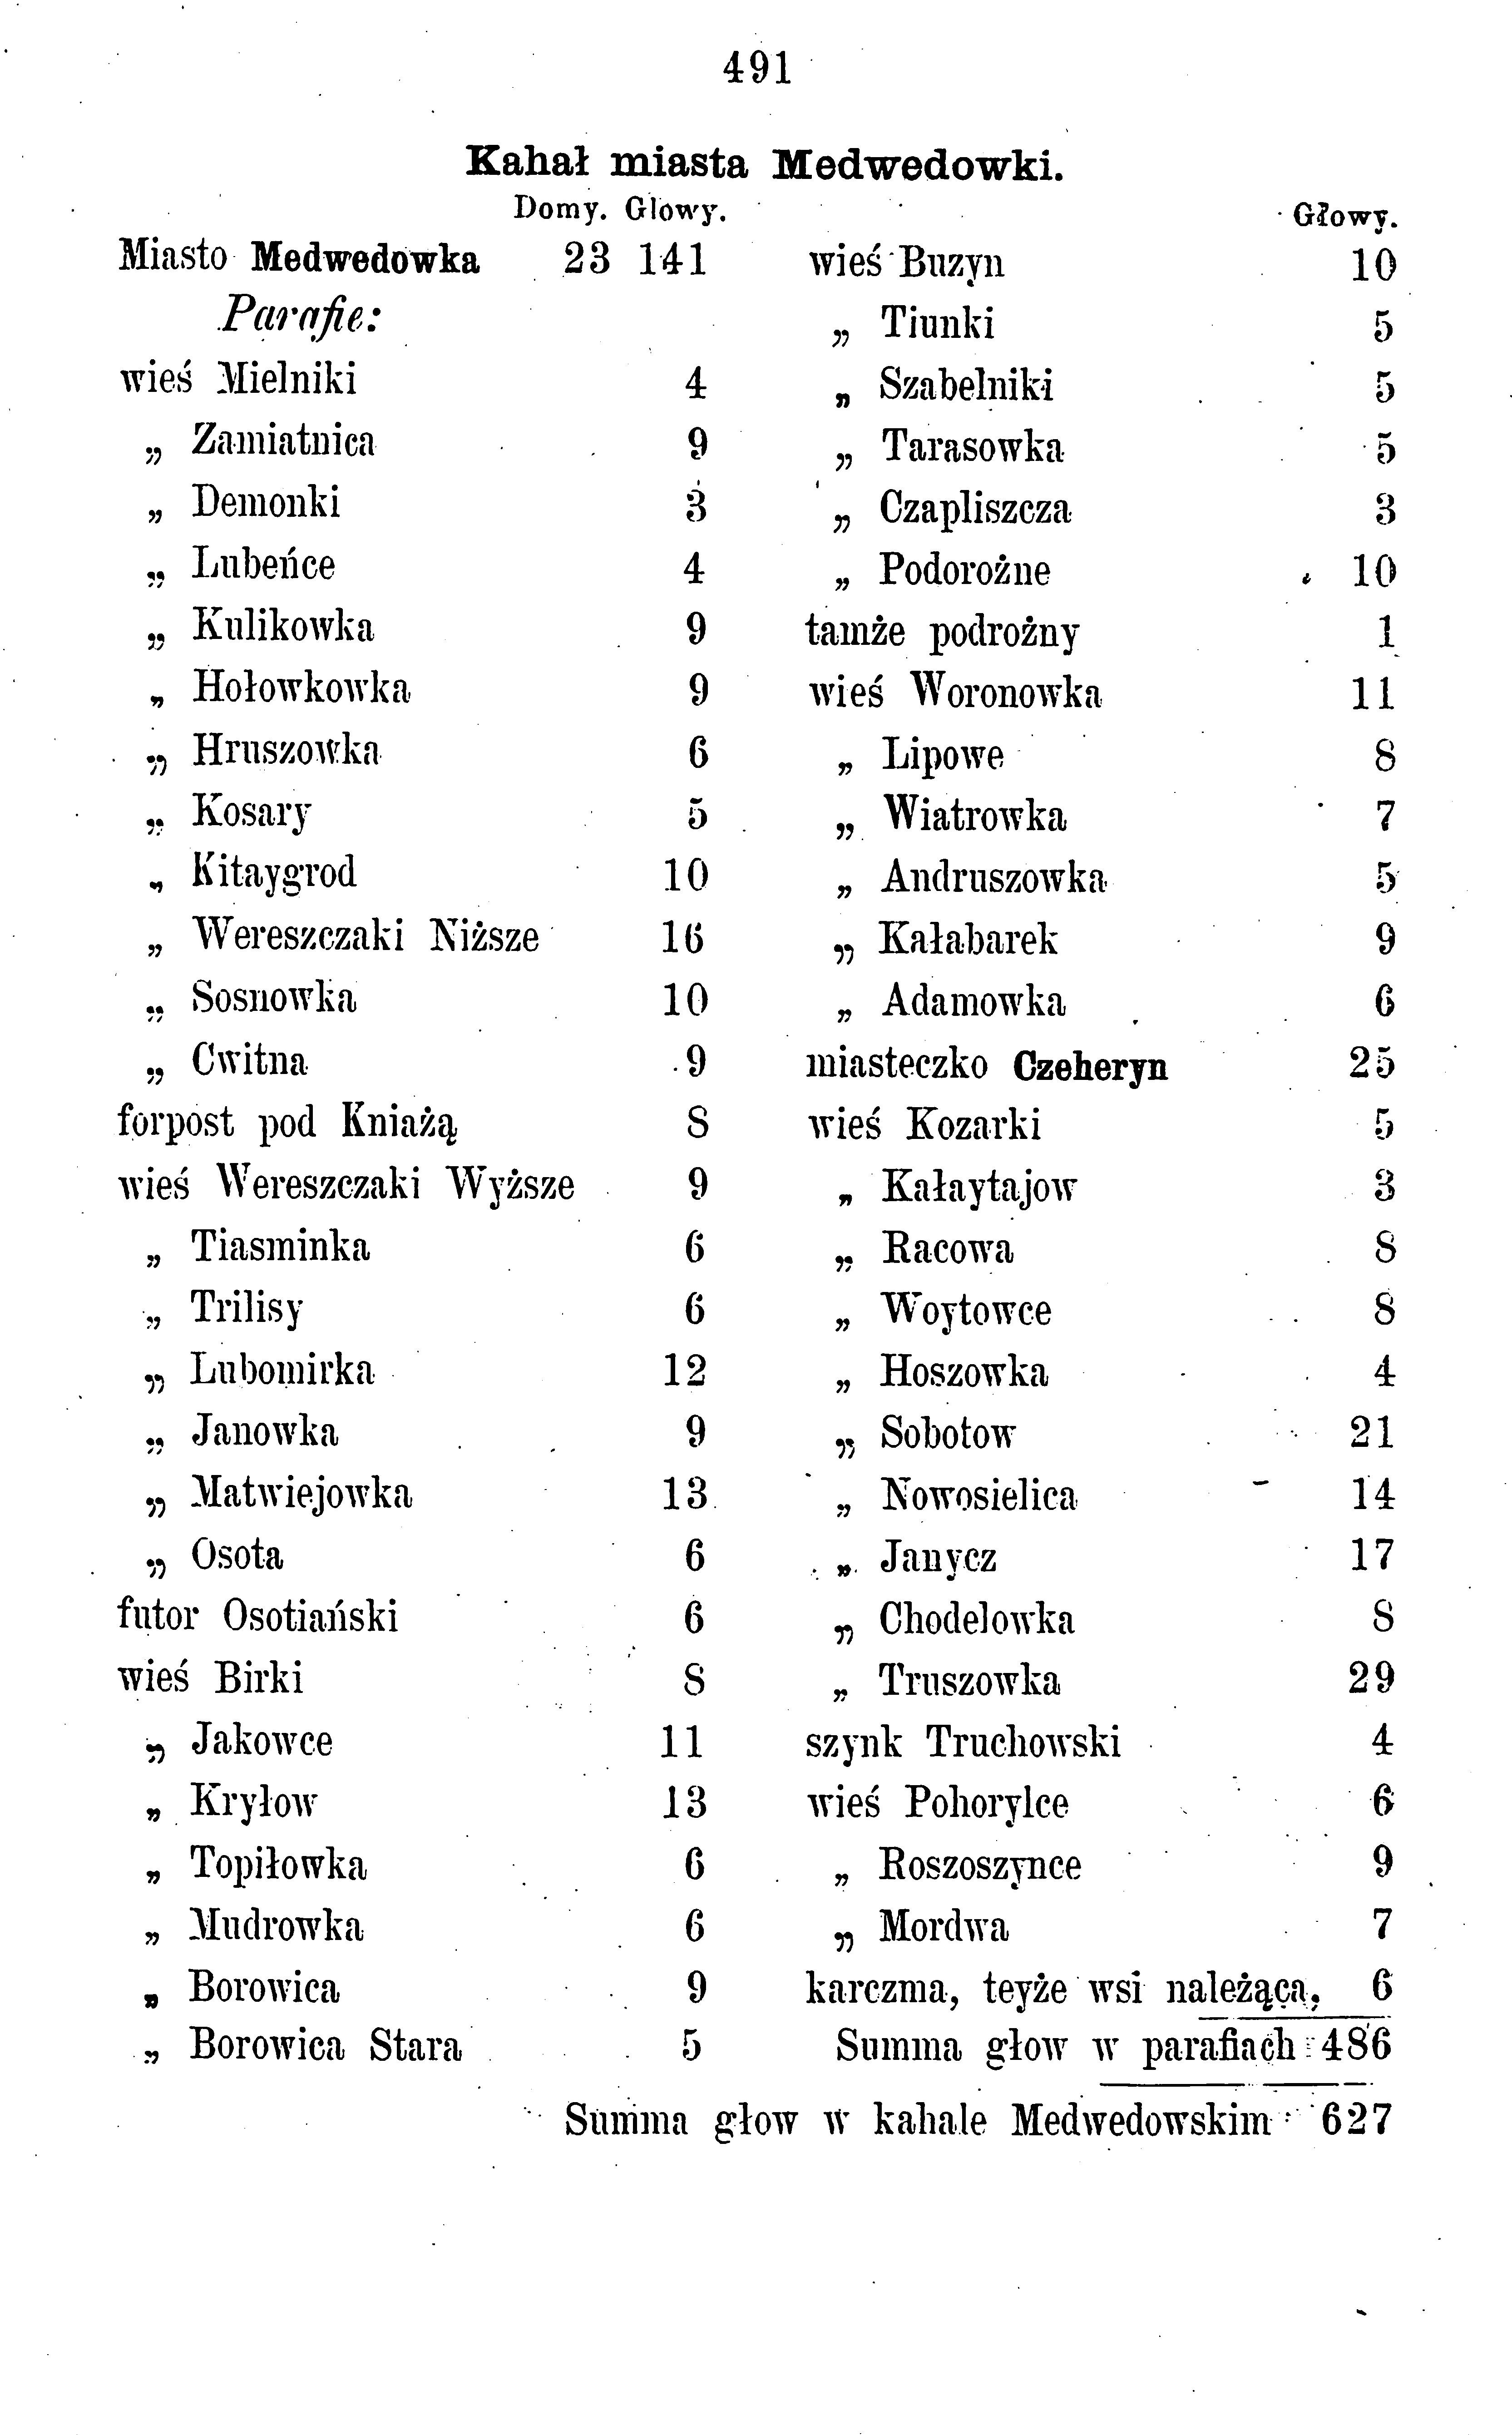 491
Kahał miasta Medwedowki.
Domy. Głowy.
Miasto Medwedowka 23 141
Parafie:
wieś Mielniki 4
„ Zamiatnica 9
„ Demonki 3
„ Lubeńce 4
„ Kulikowka 9
„ Hołowkowka 9
„ Hruszowka 6
„ Kosary 5
„ Kitaygrod 10
„ Wereszczaki Niższe 16
„ Sosnowka 10
„ Cwitna 9
forpost pod Kniażą 8
wieś Wereszczaki Wyższe 9
„ Tiasminka 6
„ Trilisy 6
„ Lubomirka 12
„ Janowka 9
„ Matwiejowka 13
„ Osota 6
futor Osotiański 6
wieś Birki 8
„ Jakowce 11
„ Kryłow 13
„ Topiłowka 6
„ Mudrowka 6
„ Borowica 9
„ Borowica Stara 5
Głowy.
wieś Buzyn 10
„ Tiunki 5
„ Szabelniki 5
„ Tarasowka 5
„ Czapliszcza 3
„ Podorożne 10
tamże podrożny 1
wieś Woronowka 11
„ Lipowe 8
„ Wiatrowka 7
„ Andruszowka 5
„ Kałabarek 9
„ Adamowka 6
miasteczko Czeheryn 25
wieś Kozarki 5
„ Kałaytajow 3
„ Racowa 8
„ Woytowce 8
„ Hoszowka 4
„ Sobotow 21
„ Nowosielica 14
„ Janycz 17
„ Chodelowka 8
„ Truszowka 29
szynk Truchowski 4
wieś Pohorylce 6
„ Roszoszynce 9
„ Mordwa 7
karczma, teyże wsi należąca, 6
Summa głow w parafiach 486
Summa głow w kahale Medwedowskim 627